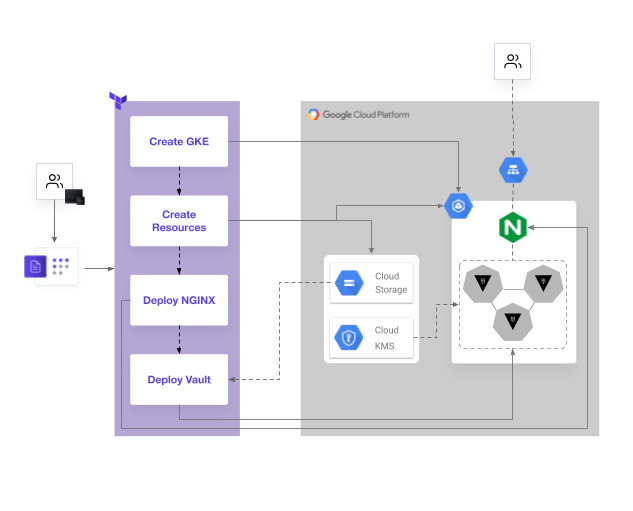 Google Cloud Platform
Create GKE
Create
Resources
Deploy NGINX
Deploy Vault
Cloud
Storage
Cloud
KMS
N